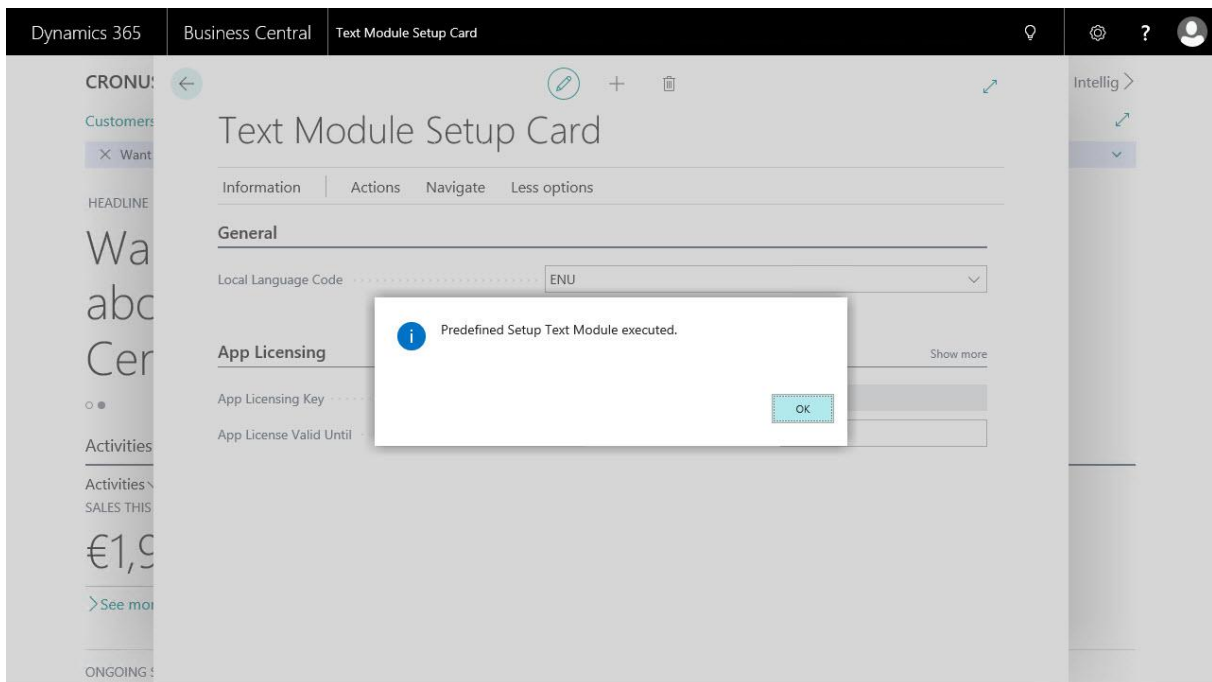 Dynamics 365 Business Central Text Module Setup Card ?
CRONU
Intellig
Customers
Text Module Setup Card
Want
Information Actions Navigate Less options
HEADLINE
General
Wa
Local Language Code ENU
abc
Predefined Setup Text Module executed.
Cer
App Licensing Show more
App Licensing Key
OK
App License Valid Until
Activities
Activities
SALES THIS
€1,9
See mor
ONGOING S